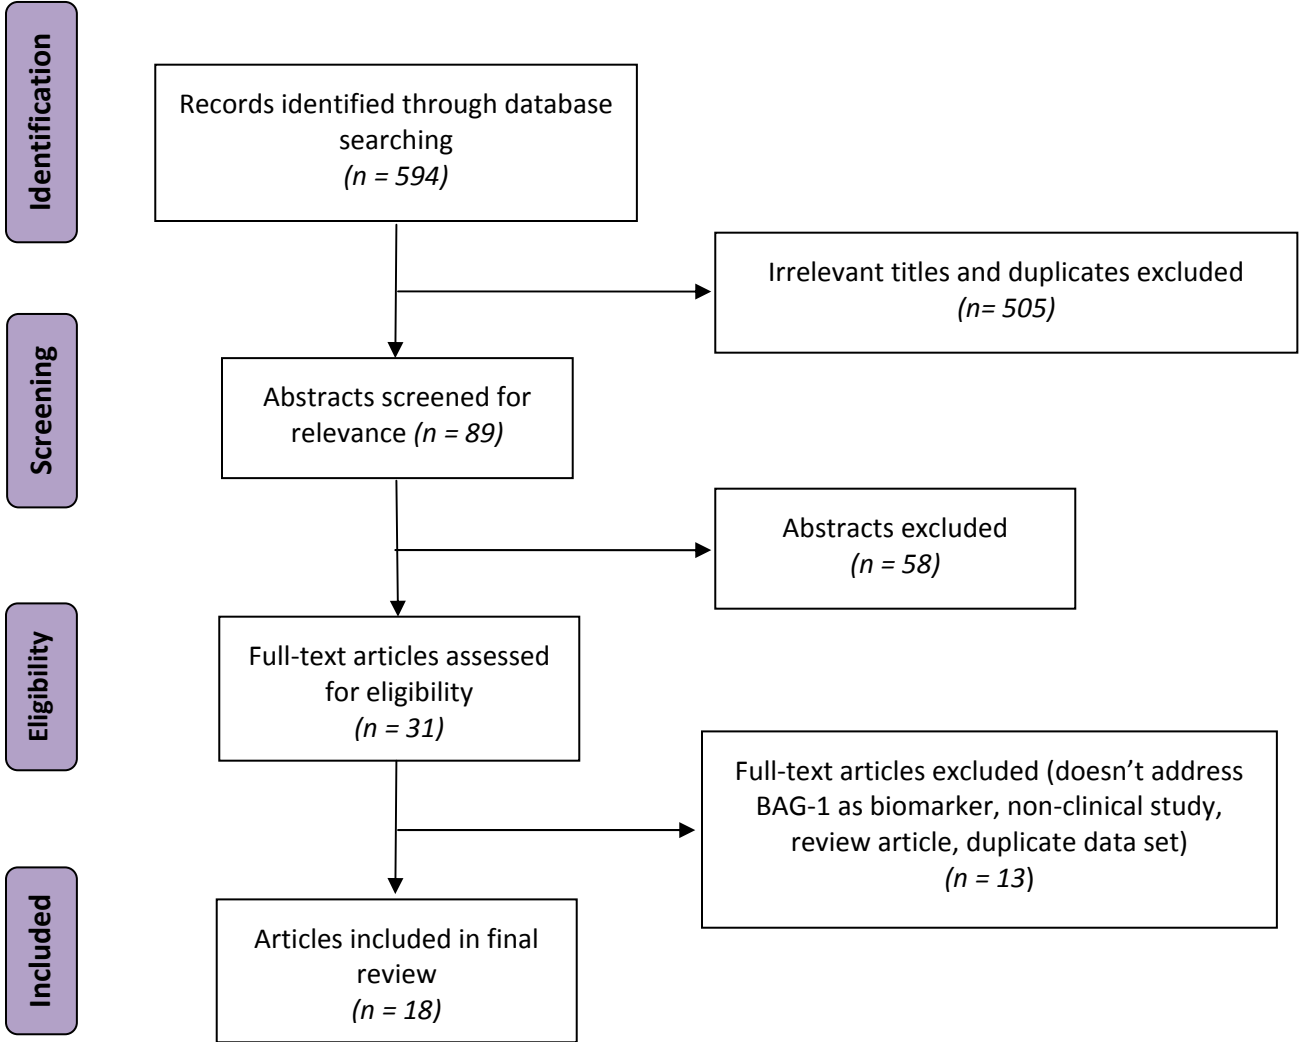 Identification
Records identified through database
searching
(n = 594)
Irrelevant titles and duplicates excluded
(n= 505)
Screening
Abstracts screened for
relevance (n = 89)
Abstracts excluded
(n = 58)
Eligibility
Full-text articles assessed
for eligibility
(n = 31)
Full-text articles excluded (doesn’t address
BAG-1 as biomarker, non-clinical study,
review article, duplicate data set)
(n = 13)
Included
Articles included in final
review
(n = 18)